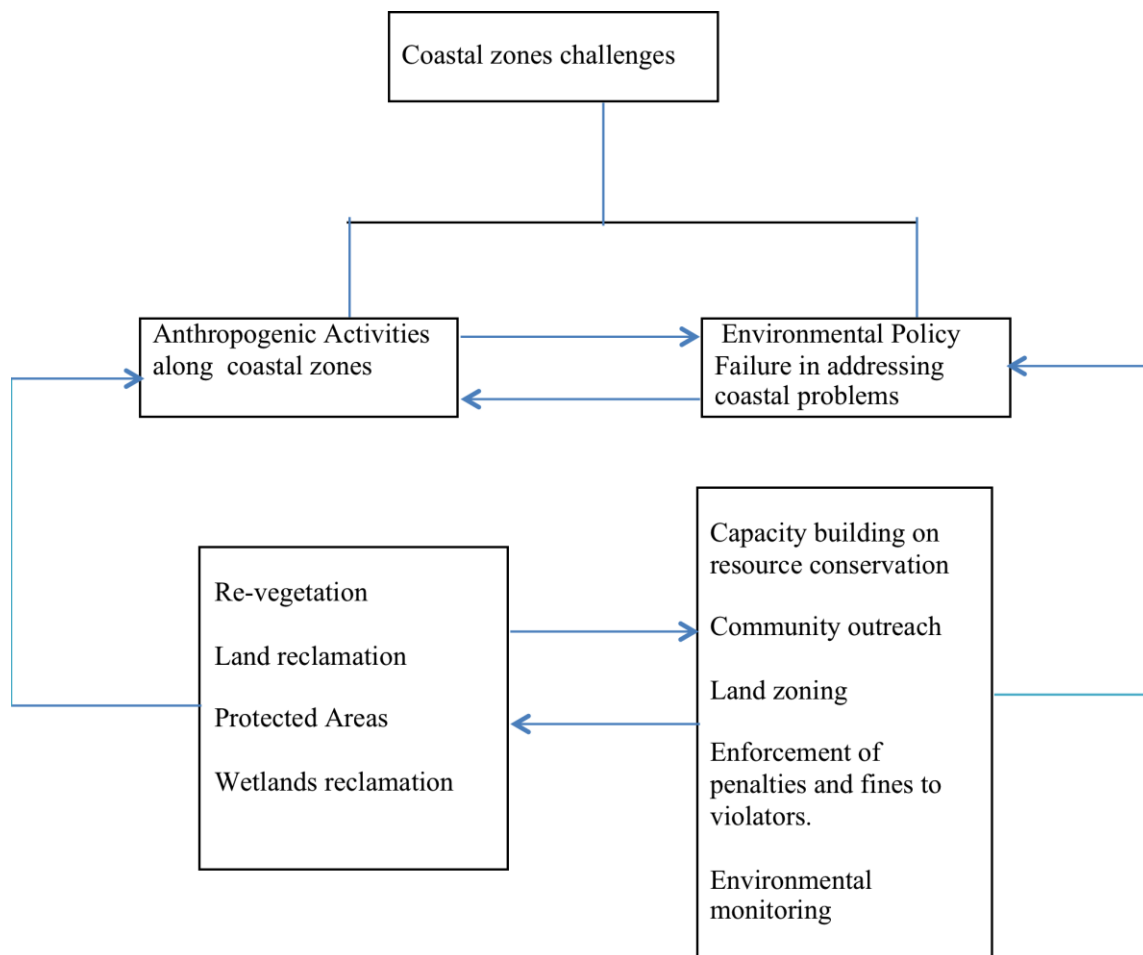 Coastal zones challenges
Anthropogenic Activities
along coastal zones
Environmental Policy
Failure in addressing
coastal problems
Re-vegetation
Land reclamation
Protected Areas
Wetlands reclamation
Capacity building on
resource conservation
Community outreach
Land zoning
Enforcement of
penalties and fines to
violators.
Environmental
monitoring